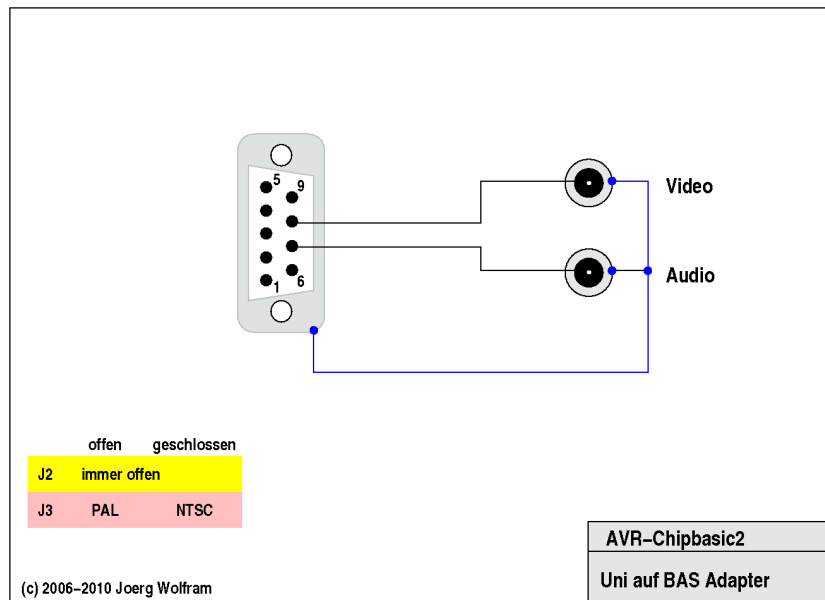 5
9
Video
1
6
Audio
offen geschlossen
J2 immer offen
J3 PAL NTSC
AVR-Chipbasic2
Uni auf BAS Adapter
(c) 2006-2010 Joerg Wolfram